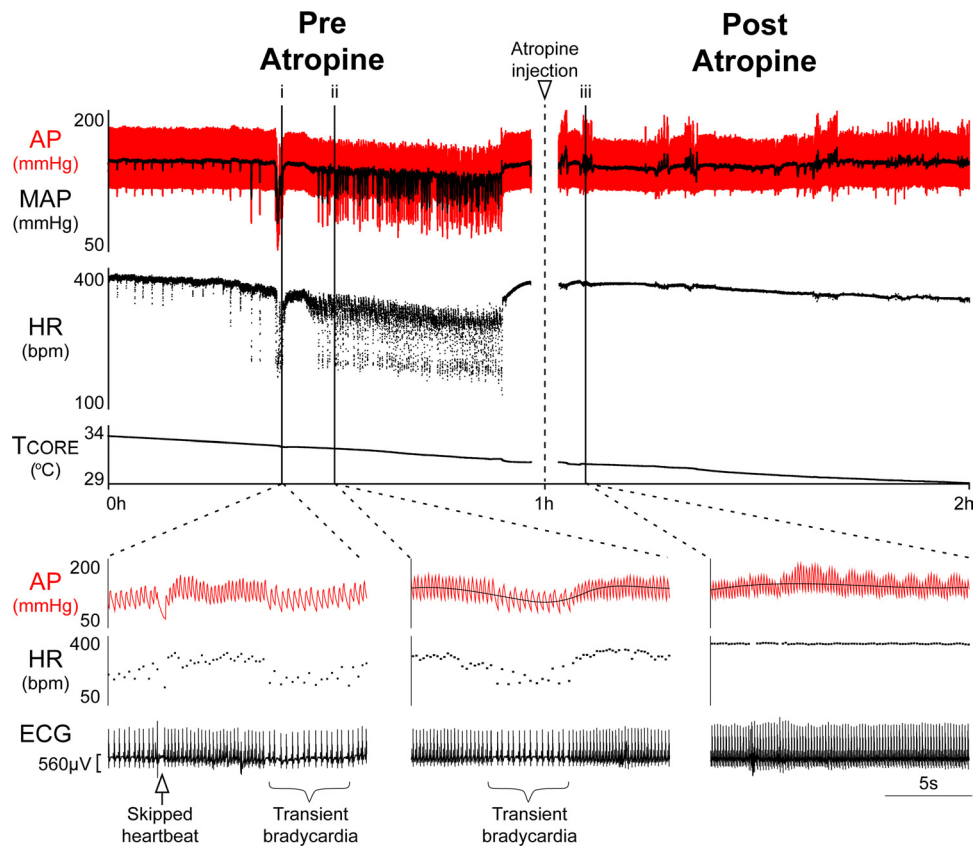 Pre
Atropine
Post
Atropine
Atropine
injection
i
ii
iii
AP
(mmHg)
MAP
(mmHg)
200
50
HR
(bpm)
400
100
TCORE
(ºC)
34
29
0h
1h
2h
AP
(mmHg)
200
50
HR
(bpm)
400
50
ECG
560µV
5s
Skipped
heartbeat
Transient
bradycardia
Transient
bradycardia